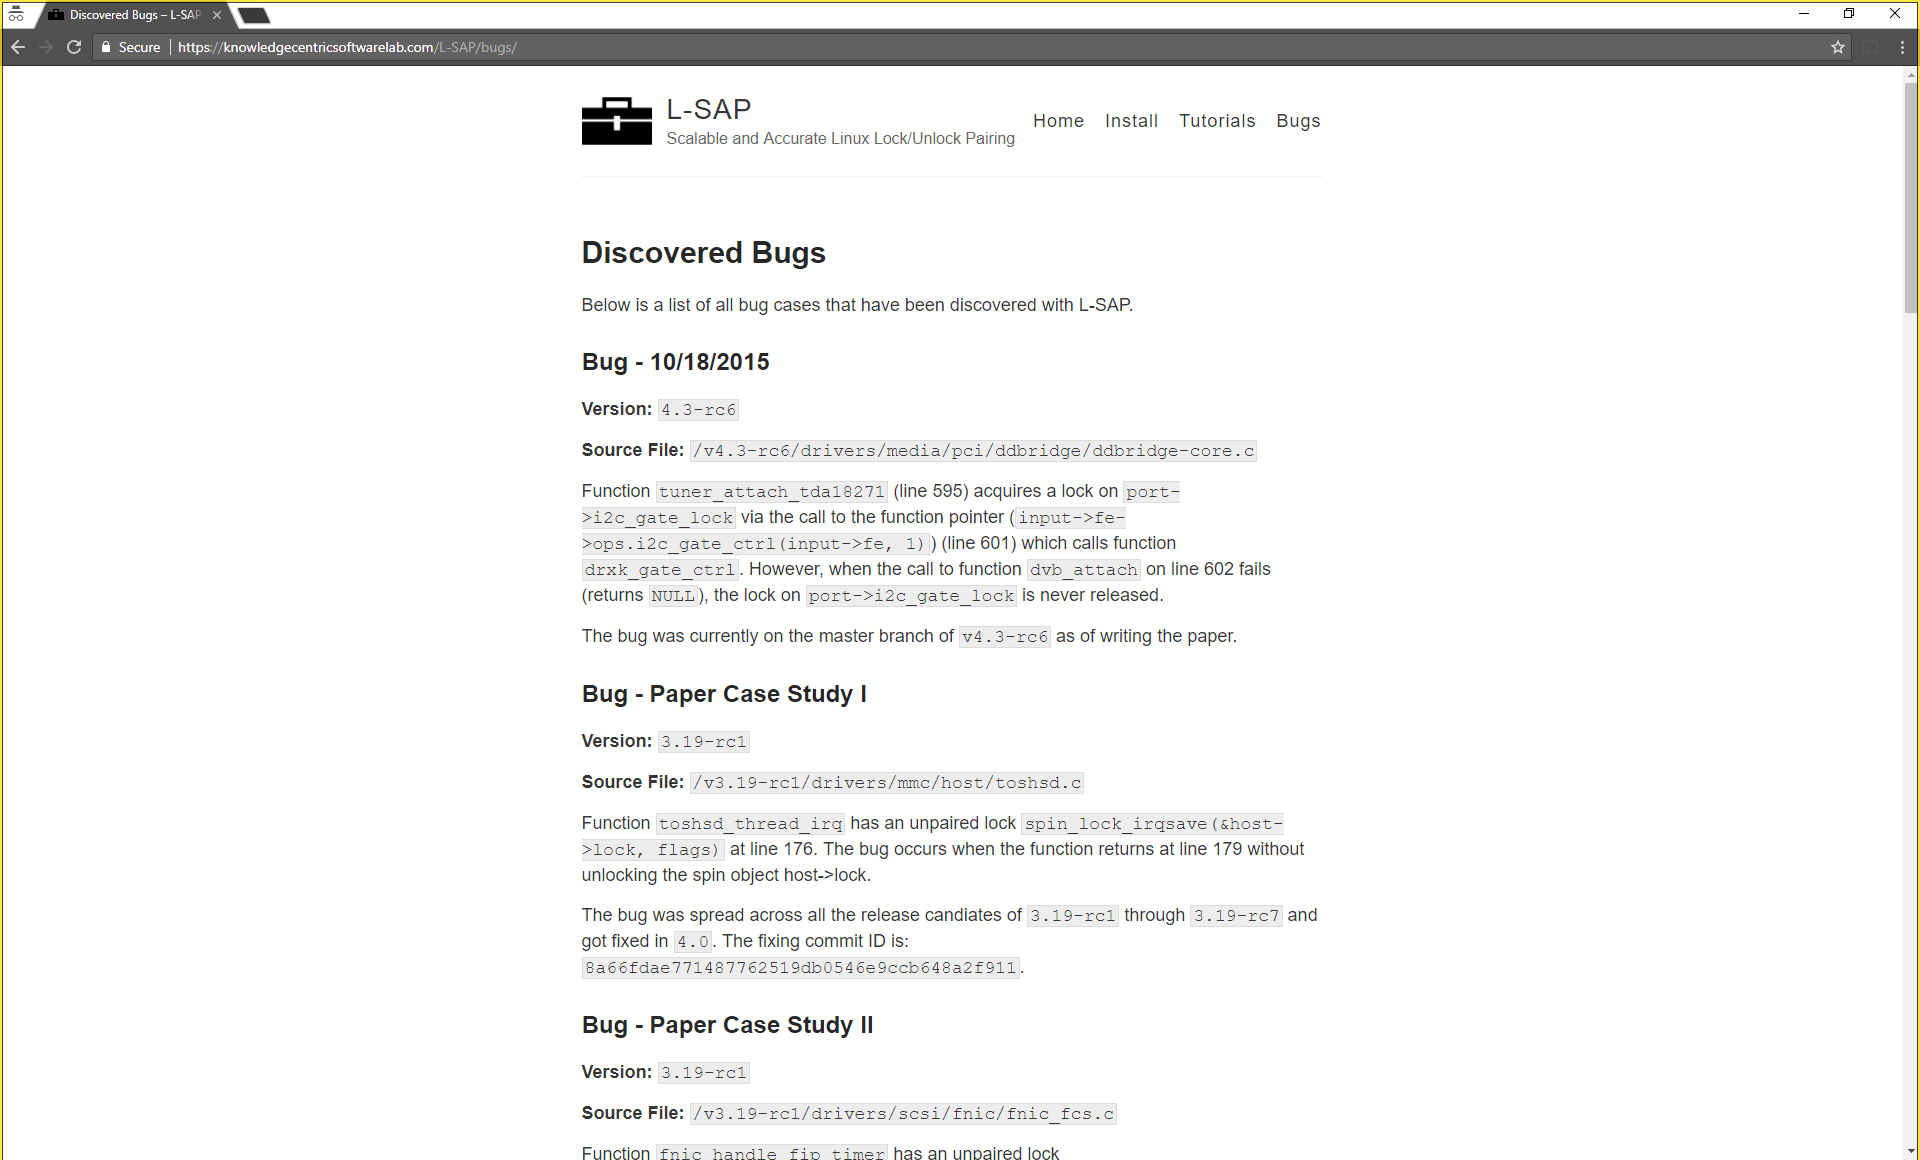 Discovered Bugs – L-SAP
Secure
https://knowledgecentricsoftwarelab.com/L-SAP/bugs/
L-SAP
Scalable and Accurate Linux Lock/Unlock Pairing
Home Install Tutorials Bugs
Discovered Bugs
Below is a list of all bug cases that have been discovered with L-SAP.
Bug - 10/18/2015
Version: 4.3-rc6
Source File: /v4.3-rc6/drivers/media/pci/ddbridge/ddbridge-core.c
Function tuner_attach_tda18271 (line 595) acquires a lock on port-
>i2c_gate_lock via the call to the function pointer (input->fe-
>ops.i2c_gate_ctrl(input->fe, 1)) (line 601) which calls function
drxk_gate_ctrl. However, when the call to function dvb_attach on line 602 fails
(returns NULL), the lock on port->i2c_gate_lock is never released.
The bug was currently on the master branch of v4.3-rc6 as of writing the paper.
Bug - Paper Case Study I
Version: 3.19-rc1
Source File: /v3.19-rc1/drivers/mmc/host/toshsd.c
Function toshsd_thread_irq has an unpaired lock spin_lock_irqsave(&host-
>lock, flags) at line 176. The bug occurs when the function returns at line 179 without
unlocking the spin object host->lock.
The bug was spread across all the release candiates of 3.19-rc1 through 3.19-rc7 and
got fixed in 4.0. The fixing commit ID is:
8a66fdae771487762519db0546e9ccb648a2f911.
Bug - Paper Case Study II
Version: 3.19-rc1
Source File: /v3.19-rc1/drivers/scsi/fnic/fnic_fcs.c
Function fnic_handle_fip_timer has an unpaired lock